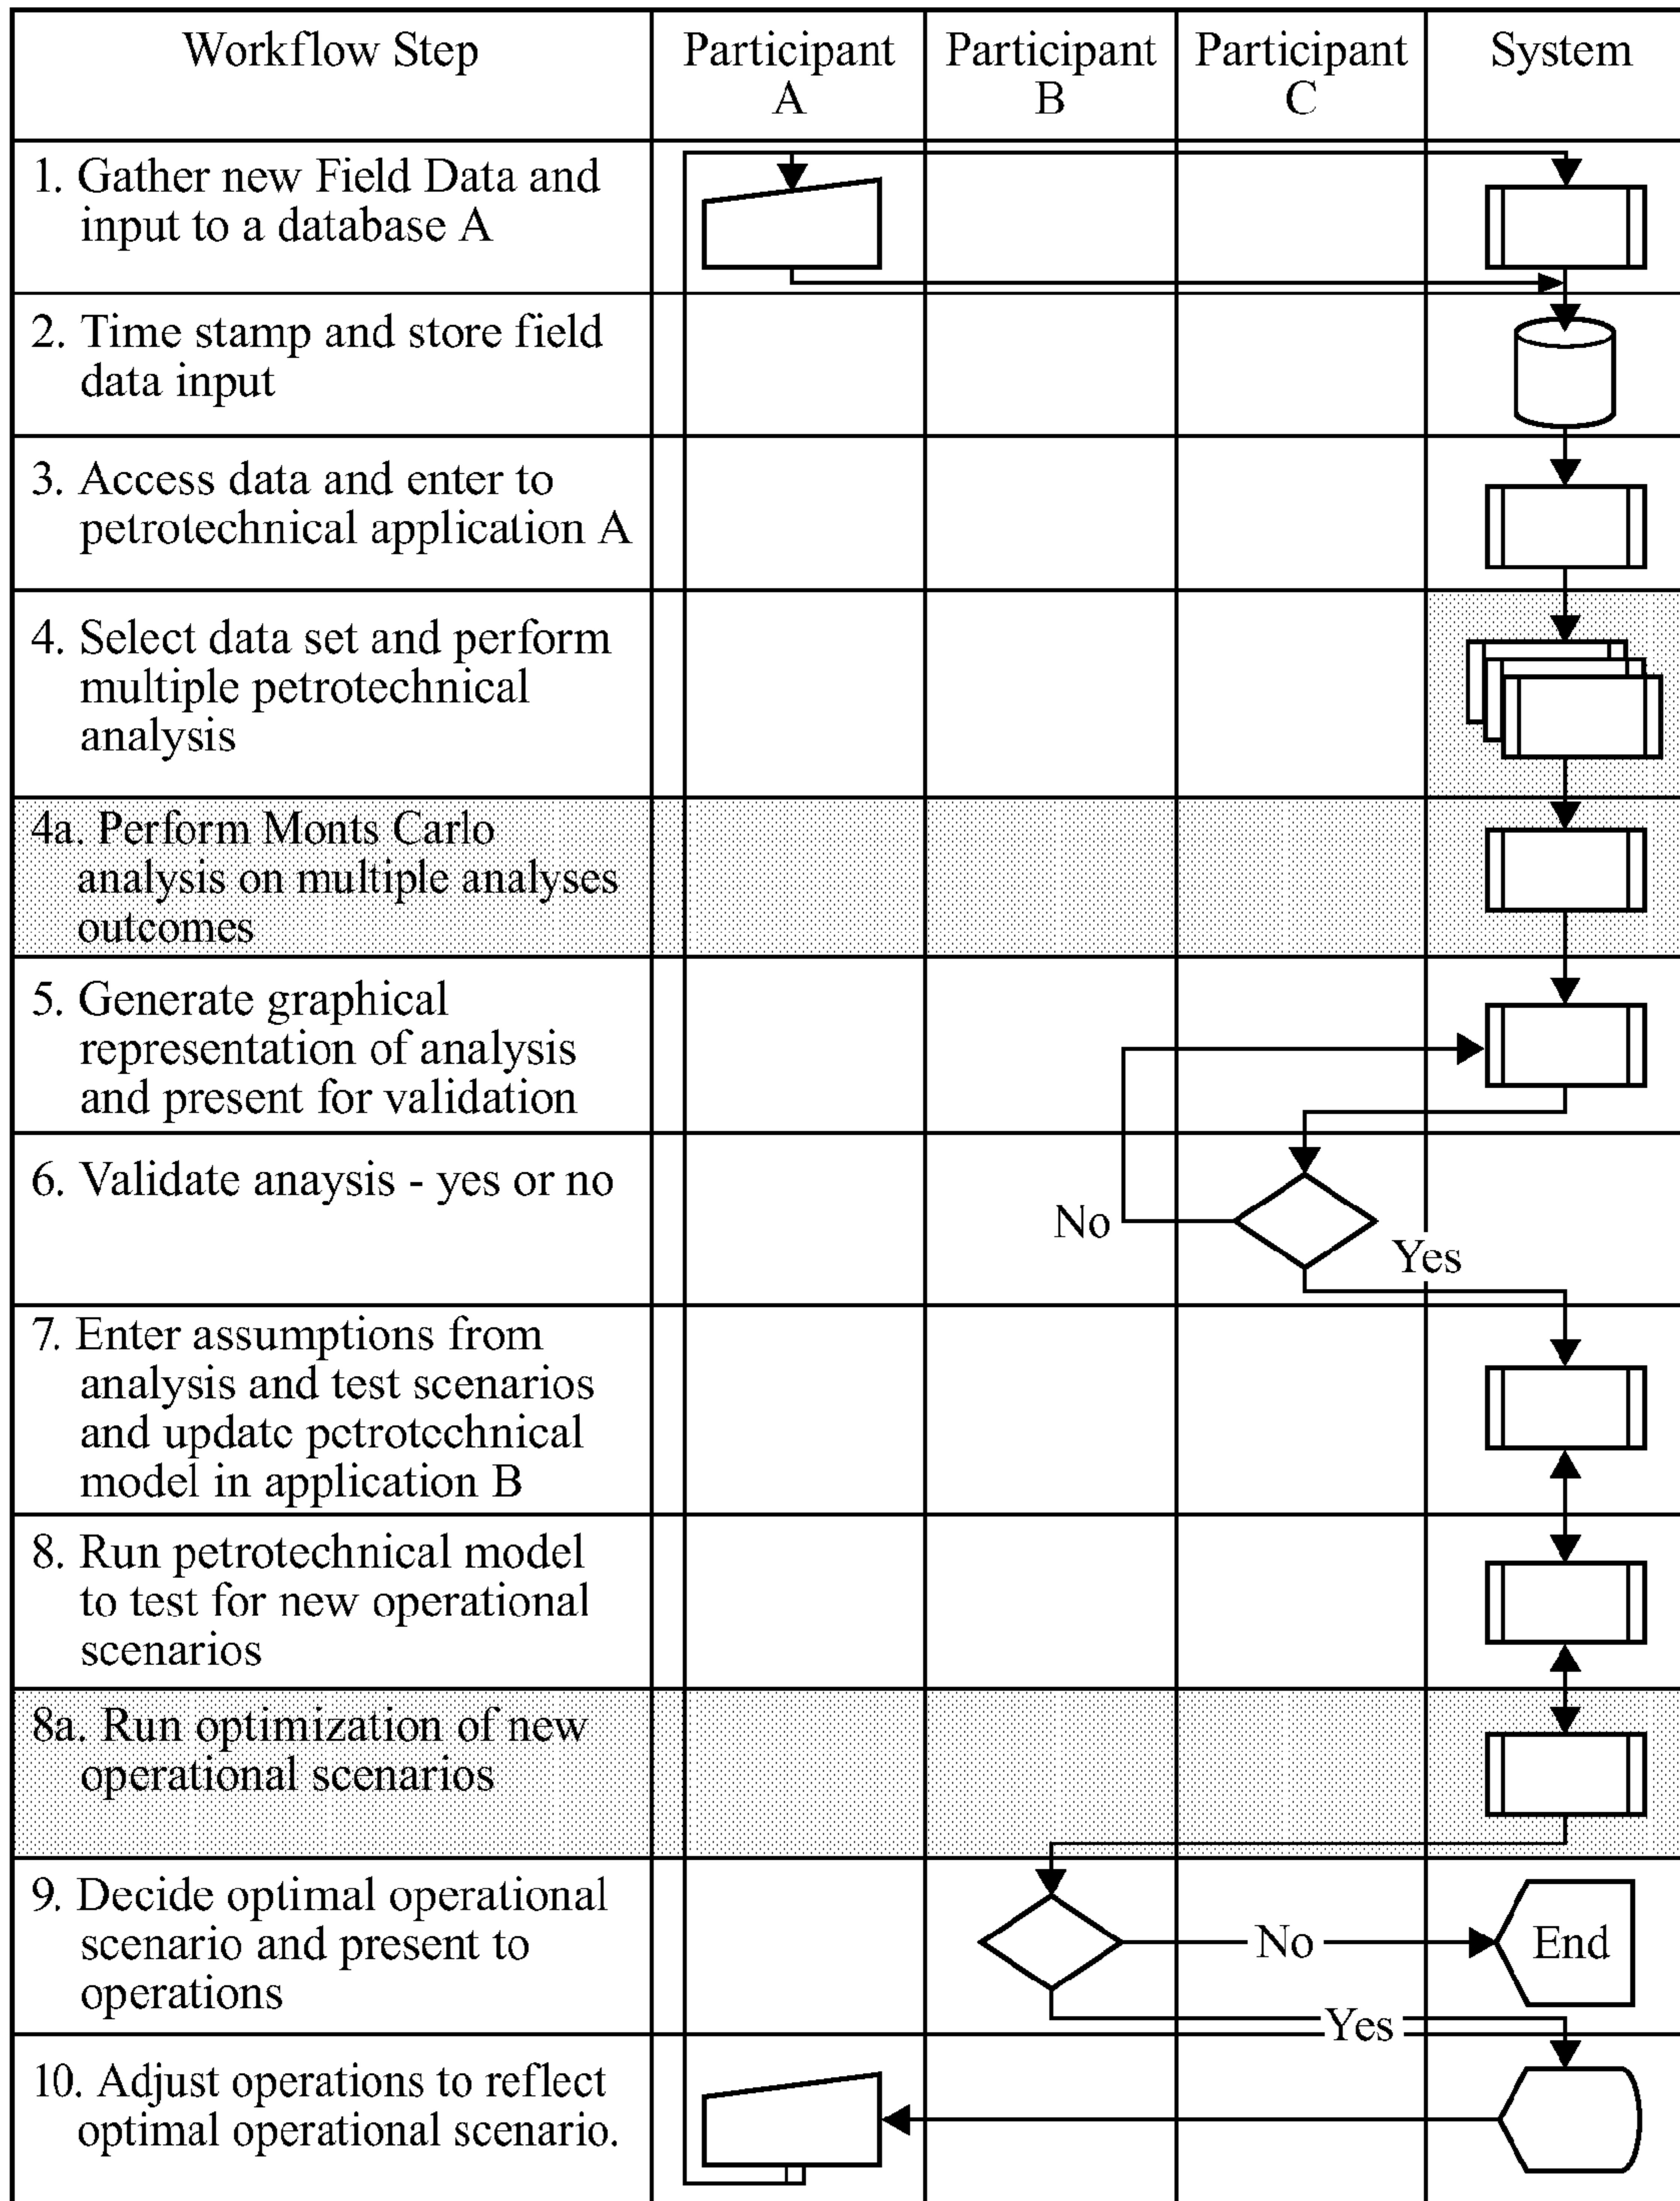 Workflow Step
Participant
A
Participant
B
Participant
C
System
1. Gather new Field Data and
input to a database A
2. Time stamp and store field
data input
3. Access data and enter to
petrotechnical application A
4. Select data set and perform
multiple petrotechnical
analysis
4a. Perform Monts Carlo
analysis on multiple analyses
outcomes
5. Generate graphical
representation of analysis
and present for validation
6. Validate anaysis - yes or no
No
Yes
7. Enter assumptions from
analysis and test scenarios
and update petrotechnical
model in application B
8. Run petrotechnical model
to test for new operational
scenarios
8a. Run optimization of new
operational scenarios
9. Decide optimal operational
scenario and present to
operations
No
End
Yes
10. Adjust operations to reflect
optimal operational scenario.